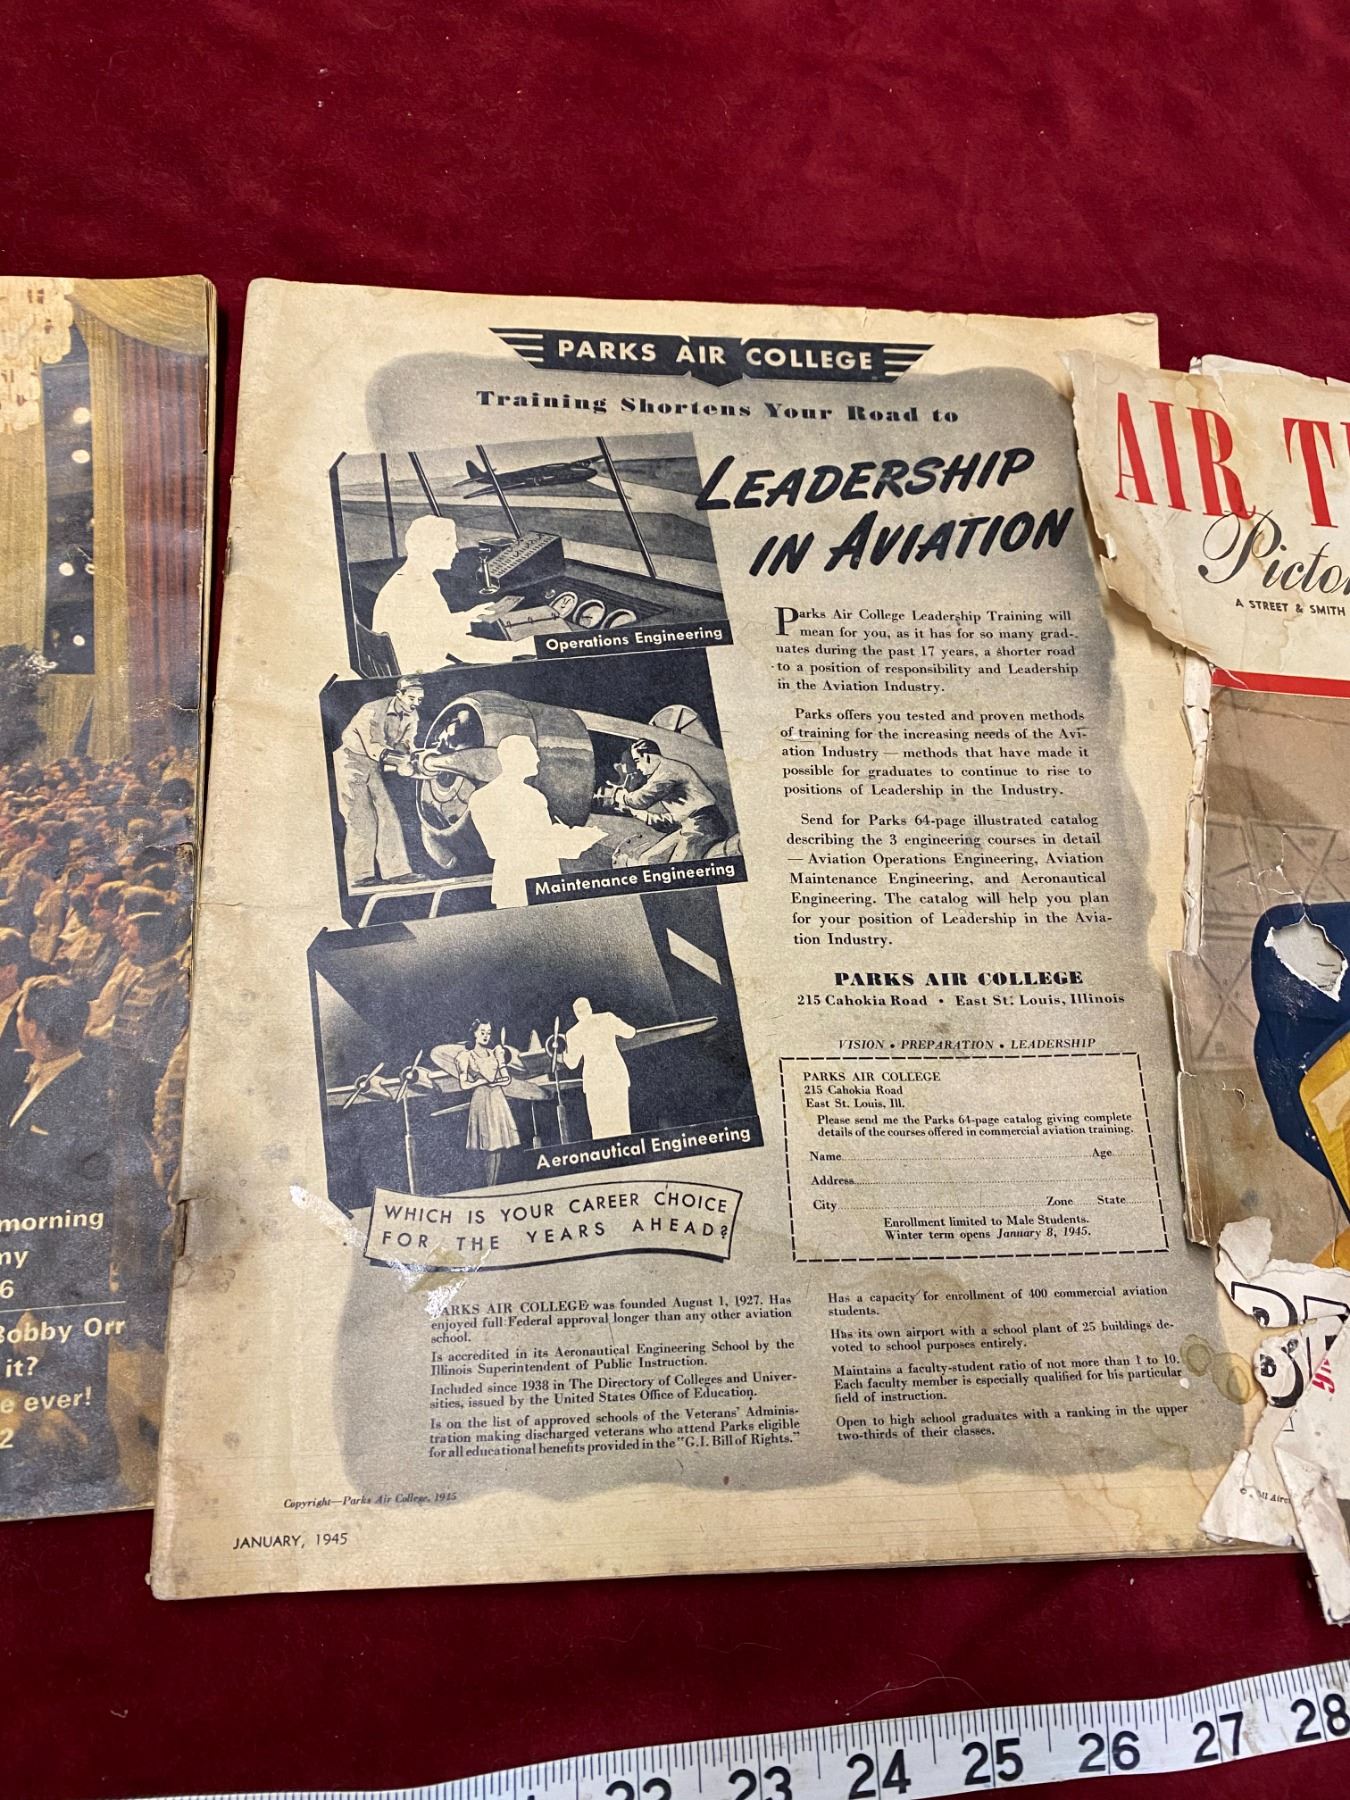 PARKS AIR COLLEGE
Training Shortens Your Road to
LEADERSHIP
IN AVIATION
Operations Engineering
Maintenance Engineering
Aeronautical Engineering
WHICH IS YOUR CAREER CHOICE
FOR THE YEARS AHEAD?
Parks Air College Leadership Training will
mean for you, as it has for so many grad-
uates during the past 17 years, a shorter road
to a position of responsibility and Leadership
in the Aviation Industry.
Parks offers you tested and proven methods
of training for the increasing needs of the Avi-
ation Industry — methods that have made it
possible for graduates to continue to rise to
positions of Leadership in the Industry.
Send for Parks 64-page illustrated catalog
describing the 3 engineering courses in detail
— Aviation Operations Engineering, Aviation
Maintenance Engineering, and Aeronautical
Engineering. The catalog will help you plan
for your position of Leadership in the Avia-
tion Industry.
PARKS AIR COLLEGE
215 Cahokia Road • East St. Louis, Illinois
VISION • PREPARATION • LEADERSHIP
PARKS AIR COLLEGE
215 Cahokia Road
East St. Louis, Ill.
Please send me the Parks 64-page catalog giving complete
details of the courses offered in commercial aviation training.
Name Age
Address
City Zone State
Enrollment limited to Male Students.
Winter term opens January 8, 1945.
PARKS AIR COLLEGE was founded August 1, 1927. Has
enjoyed full Federal approval longer than any other aviation
school.
Is accredited in its Aeronautical Engineering School by the
Illinois Superintendent of Public Instruction.
Included since 1938 in The Directory of Colleges and Univer-
sities, issued by the United States Office of Education.
Is on the list of approved schools of the Veterans' Adminis-
tration making discharged veterans who attend Parks eligible
for all educational benefits provided in the "G.I. Bill of Rights."
Has a capacity for enrollment of 400 commercial aviation
students.
Has its own airport with a school plant of 25 buildings de-
voted to school purposes entirely.
Maintains a faculty-student ratio of not more than 1 to 10.
Each faculty member is especially qualified for his particular
field of instruction.
Open to high school graduates with a ranking in the upper
two-thirds of their classes.
Copyright—Parks Air College, 1945
JANUARY, 1945
morning
my
6
Bobby Orr
it?
e ever!
2
AIR T
Picto
A STREET & SMITH
22 23 24 25 26 27 28